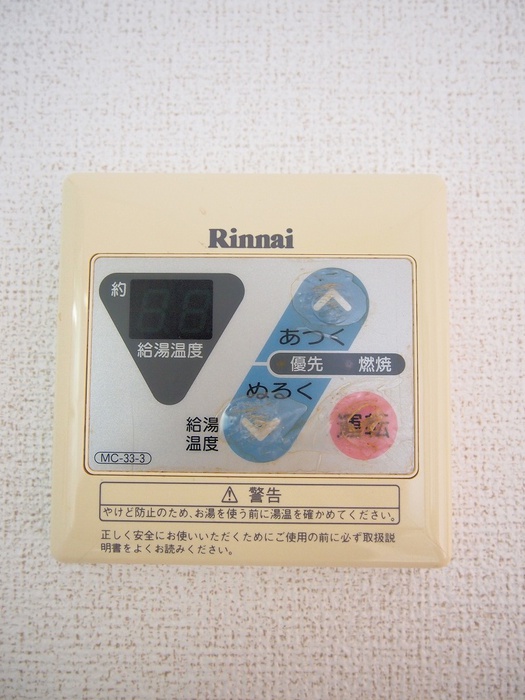 Rinnai
約
給湯温度
あつく
優先 燃焼
ぬるく
給湯
温度
運転
MC-33-3
⚠ 警告
やけど防止のため、お湯を使う前に湯温を確かめてください。
正しく安全にお使いいただくためにご使用の前に必ず取扱説
明書をよくお読みください。